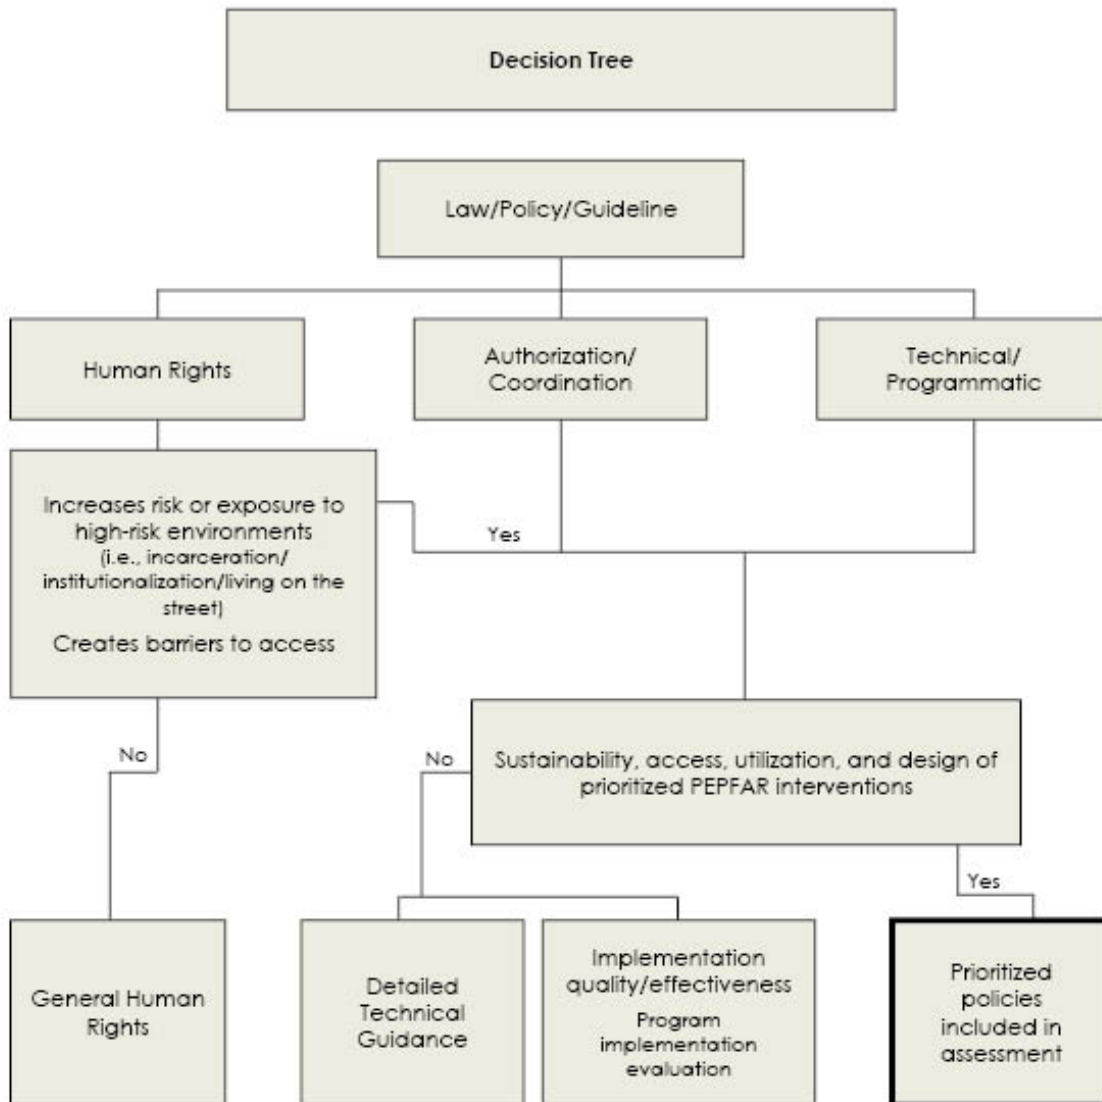 Decision Tree
Law/Policy/Guideline
Human Rights
Authorization/
Coordination
Technical/
Programmatic
Increases risk or exposure to
high-risk environments
(i.e., incarceration/
institutionalization/living on the
street)
Creates barriers to access
Yes
No
No
Sustainability, access, utilization, and design of
prioritized PEPFAR interventions
Yes
General Human
Rights
Detailed
Technical
Guidance
Implementation
quality/effectiveness
Program
implementation
evaluation
Prioritized
policies
included in
assessment